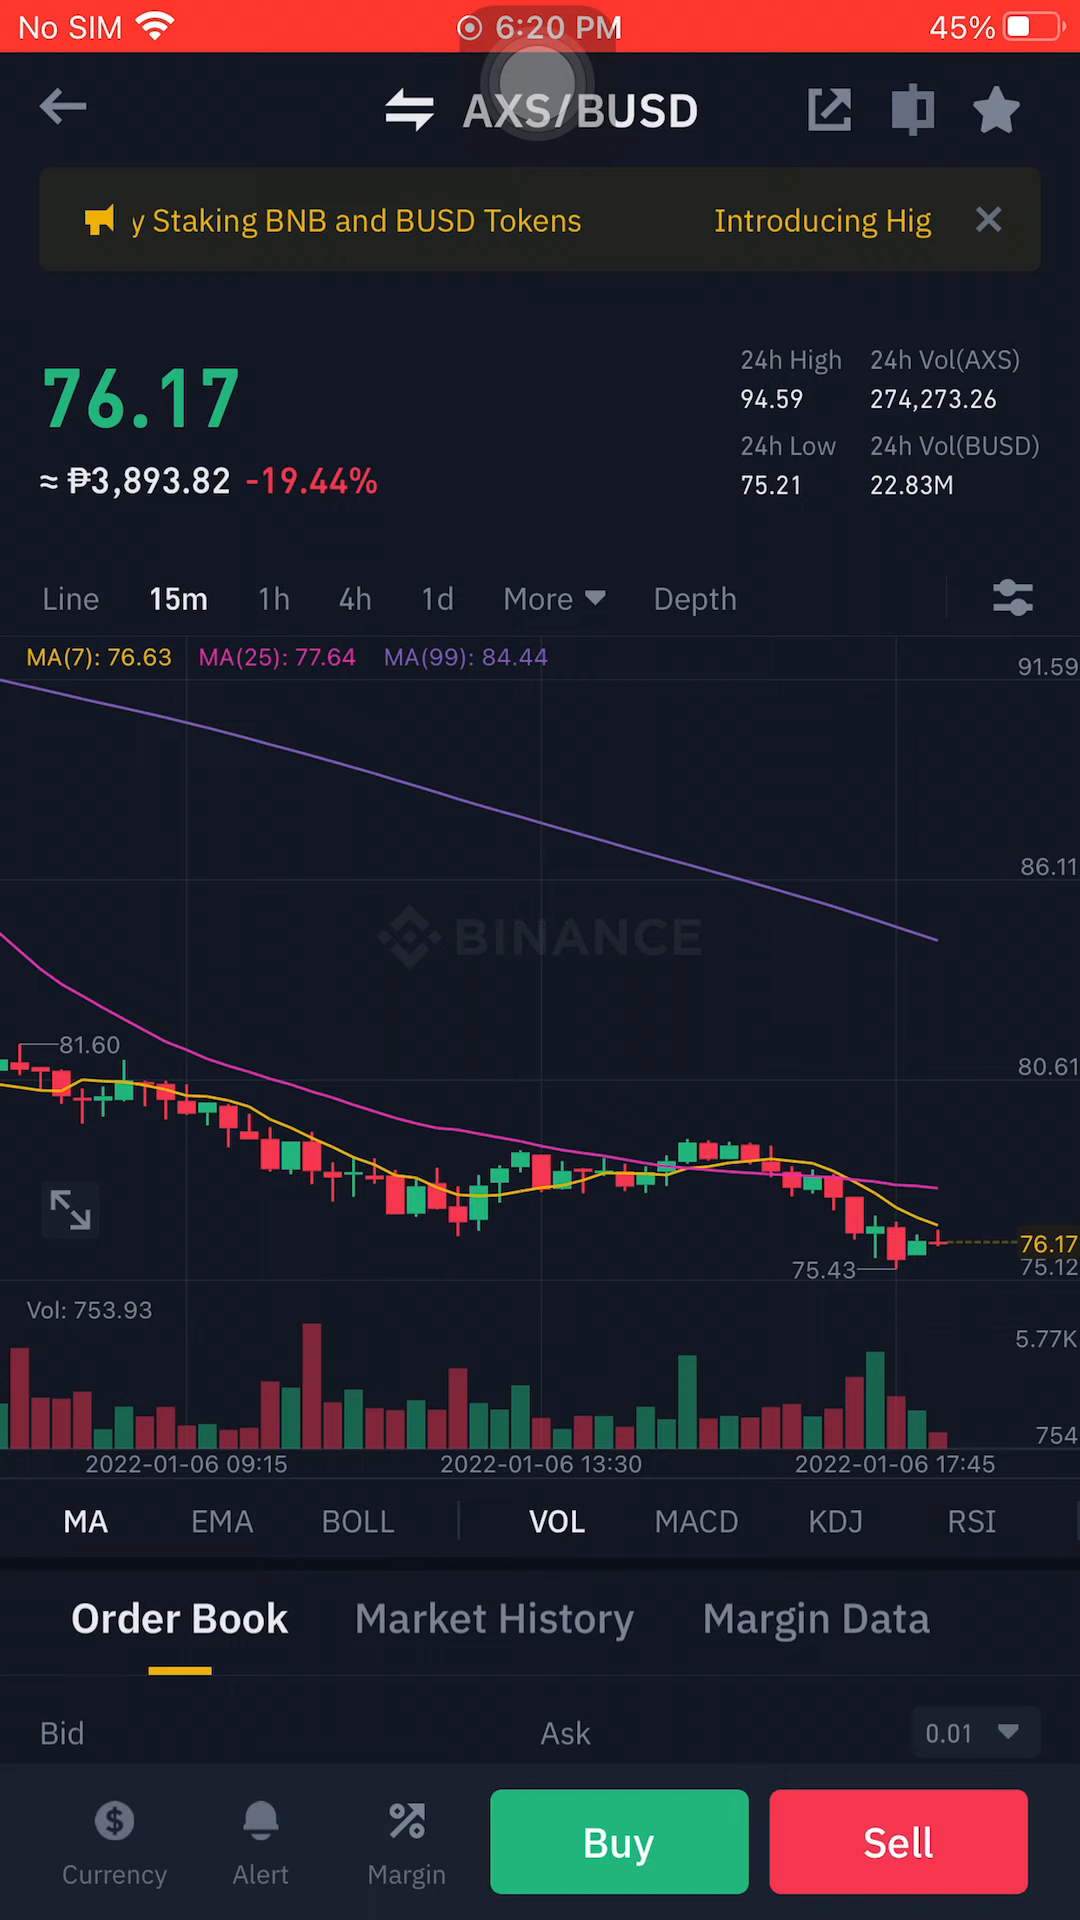 No SIM 6:20 PM 45%
AXS/BUSD
y Staking BNB and BUSD Tokens Introducing Hig
76.17
≈ ₱3,893.82 -19.44%
24h High 24h Vol(AXS)
94.59 274,273.26
24h Low 24h Vol(BUSD)
75.21 22.83M
Line 15m 1h 4h 1d More Depth
MA(7): 76.63 MA(25): 77.64 MA(99): 84.44
91.59
86.11
BINANCE
81.60
80.61
76.17
75.43
75.12
Vol: 753.93
5.77K
754
2022-01-06 09:15 2022-01-06 13:30 2022-01-06 17:45
MA EMA BOLL VOL MACD KDJ RSI
Order Book Market History Margin Data
Bid Ask 0.01
Currency Alert Margin Buy Sell